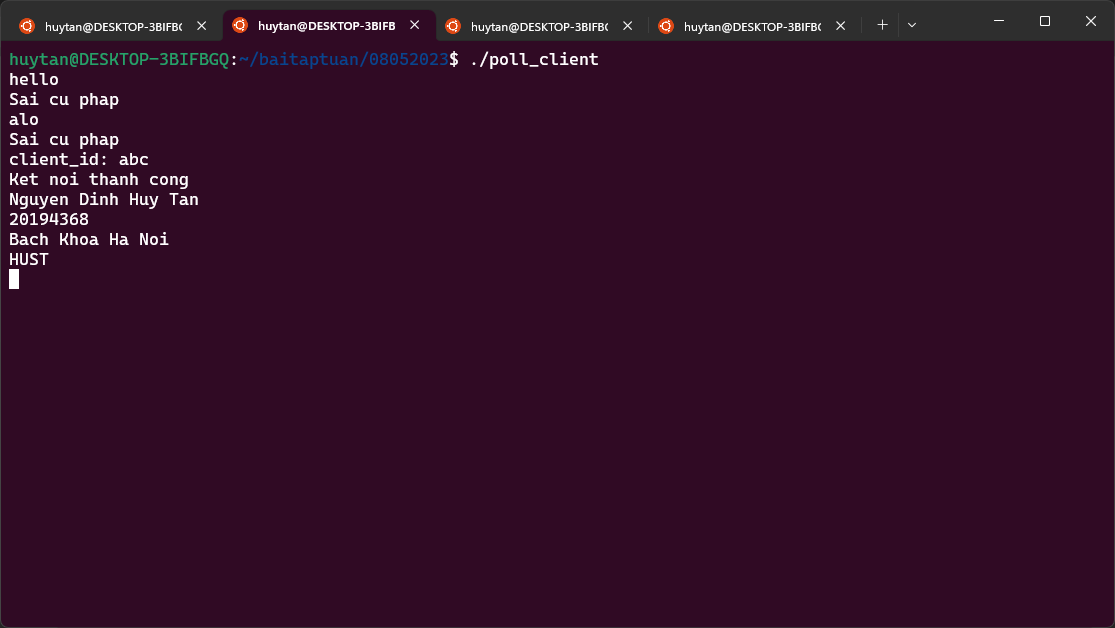 huytan@DESKTOP-3BIFBG
huytan@DESKTOP-3BIFB
huytan@DESKTOP-3BIFBG
huytan@DESKTOP-3BIFBG
huytan@DESKTOP-3BIFBGQ:~/baitaptuan/08052023$ ./poll_client
hello
Sai cu phap
alo
Sai cu phap
client_id: abc
Ket noi thanh cong
Nguyen Dinh Huy Tan
20194368
Bach Khoa Ha Noi
HUST